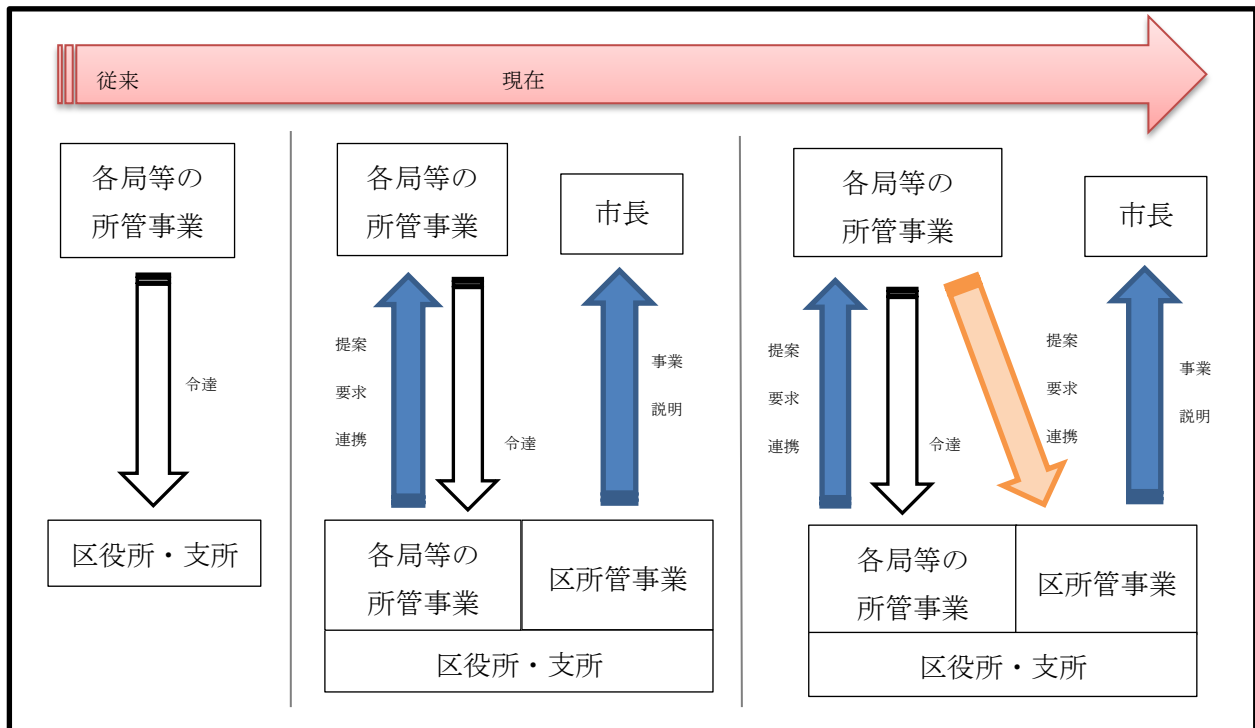 従来
現在
各局等の
所管事業
令達
区役所・支所
各局等の
所管事業
市長
提案
要求
連携
令達
事業
説明
各局等の
所管事業
区所管事業
区役所・支所
各局等の
所管事業
市長
提案
要求
連携
令達
提案
要求
連携
事業
説明
各局等の
所管事業
区所管事業
区役所・支所